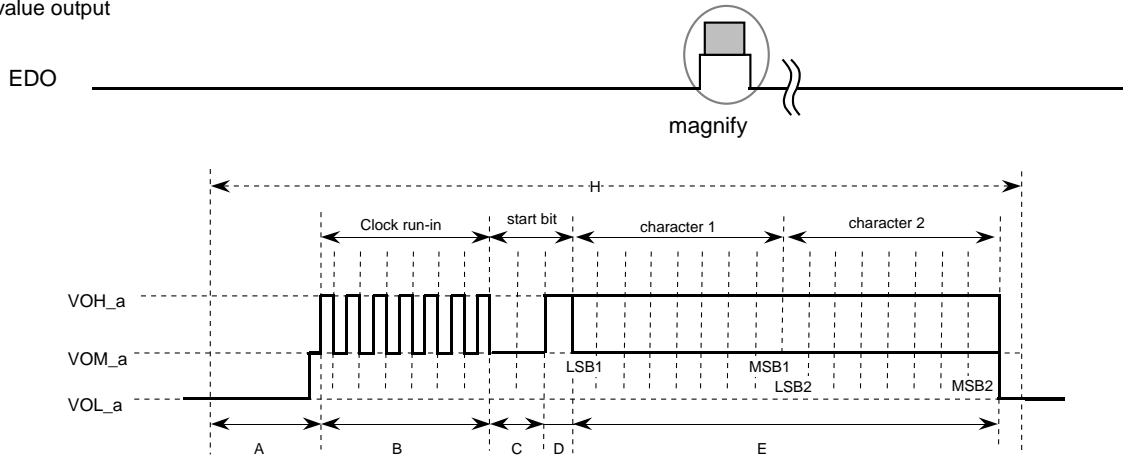 value output
EDO
magnify
H
Clock run-in start bit character 1 character 2
VOH_a
VOM_a
LSB1 MSB1
LSB2 MSB2
VOL_a
A B C D E